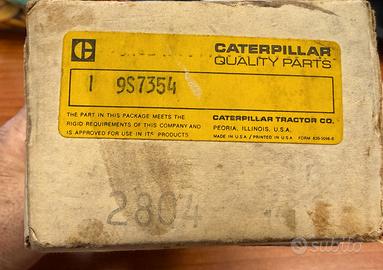 CATERPILLAR
QUALITY PARTS
1 9S7354
THE PART IN THIS PACKAGE MEETS THE
RIGID REQUIREMENTS OF THIS COMPANY AND
IS APPROVED FOR USE IN ITS PRODUCTS
CATERPILLAR TRACTOR CO.
PEORIA, ILLINOIS, U.S.A.
MADE IN U.S.A. / PRINTED IN U.S.A.
2804
subito